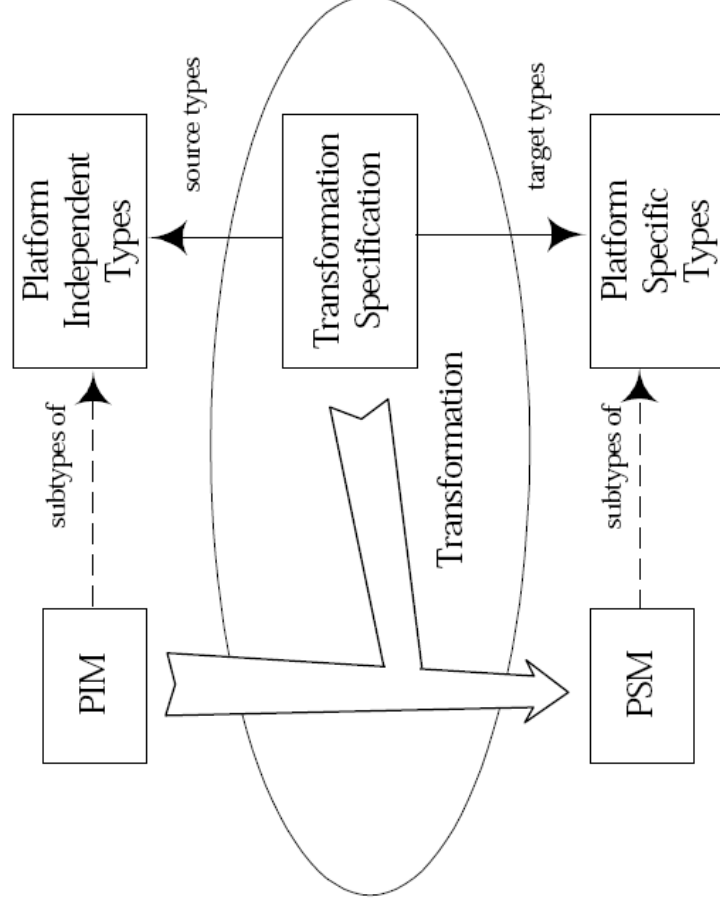 PIM
subtypes of
Platform
Independent
Types
source types
Transformation
Transformation
Specification
target types
PSM
subtypes of
Platform
Specific
Types